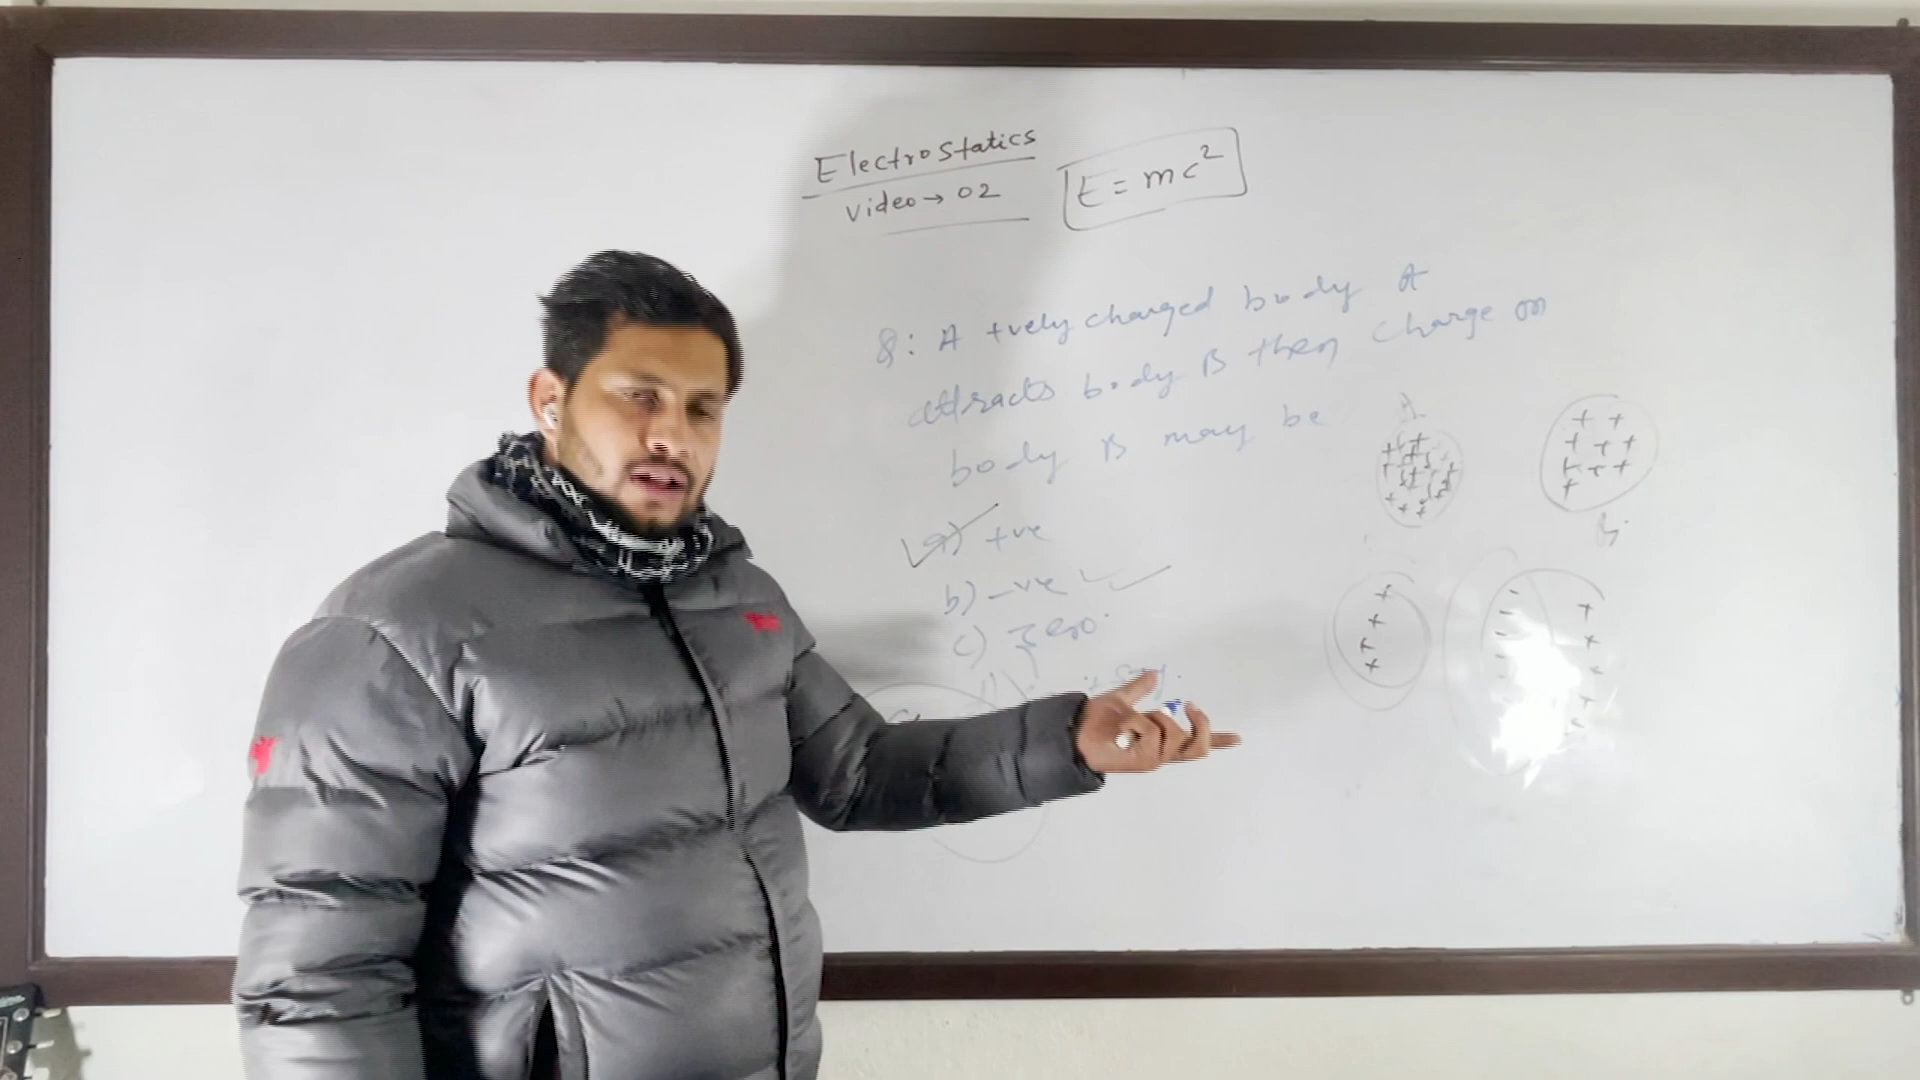 Electrostatics
Video → 02
E = mc²
Q: A +vely charged body A
attracts body B then charge on
body B may be
a) +ve
b) -ve
c) zero.
A
+ + + + + + + +
+ +
+ + +
+ + +
+
B
+
+
+
+
-
-
-
-
-
+
+
+
+